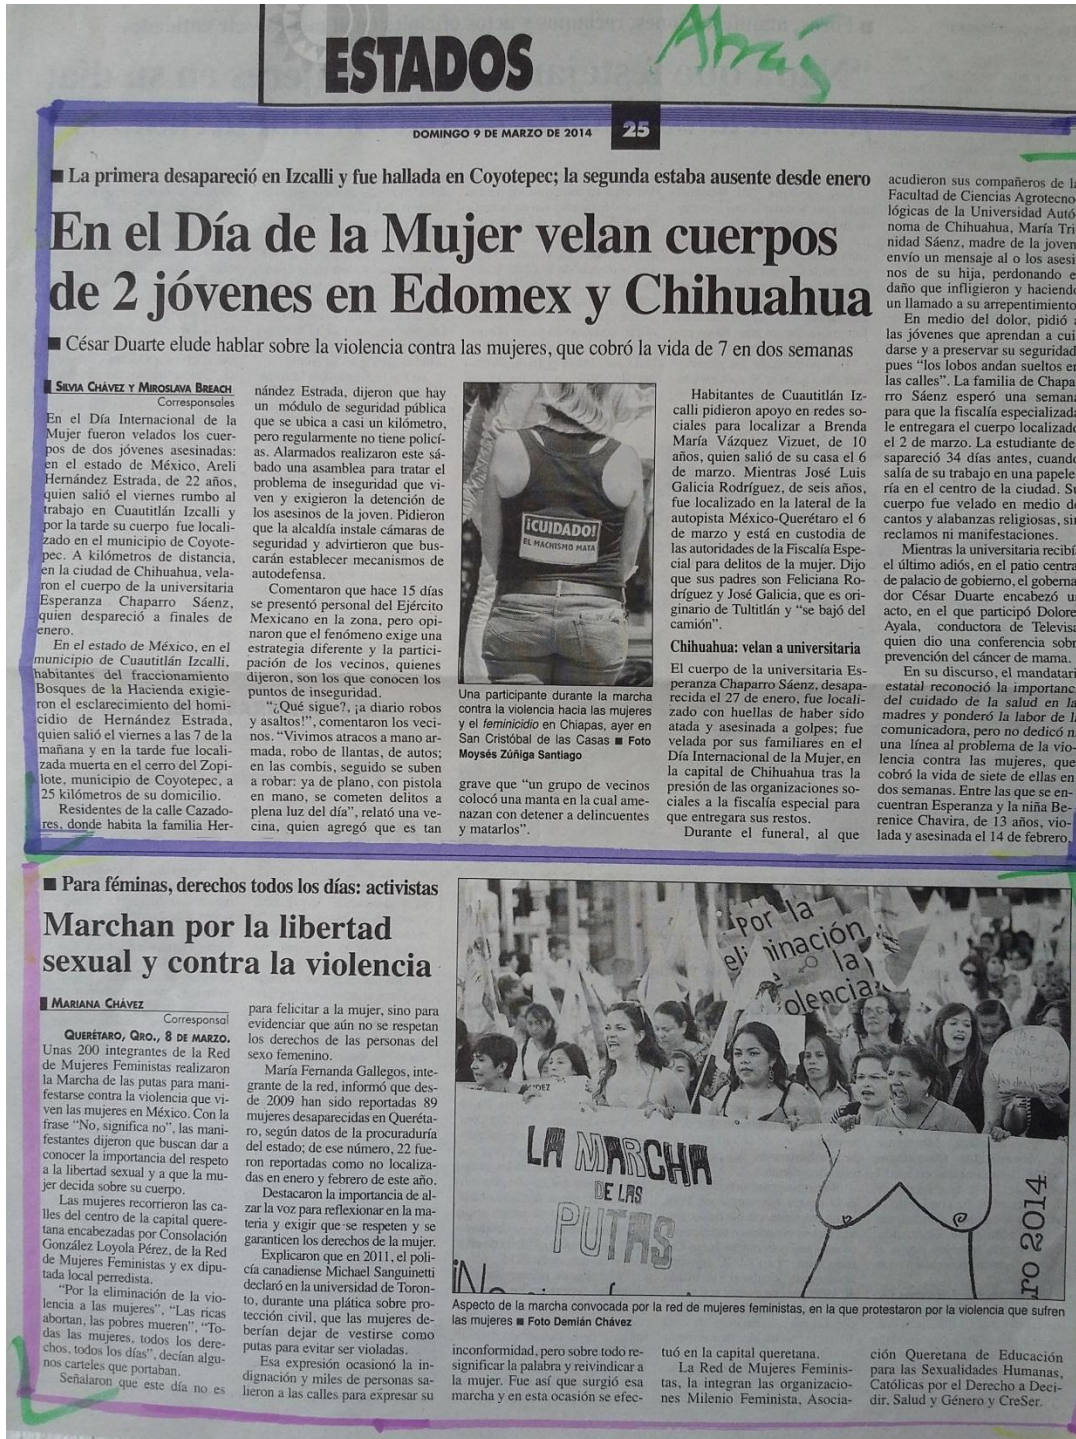 ESTADOS
Atrás
DOMINGO 9 DE MARZO DE 2014 25
■ La primera desapareció en Izcalli y fue hallada en Coyotepec; la segunda estaba ausente desde enero
En el Día de la Mujer velan cuerpos
de 2 jóvenes en Edomex y Chihuahua
■ César Duarte elude hablar sobre la violencia contra las mujeres, que cobró la vida de 7 en dos semanas
■ SILVIA CHÁVEZ Y MIROSLAVA BREACH
Corresponsales
En el Día Internacional de la
Mujer fueron velados los cuer-
pos de dos jóvenes asesinadas:
en el estado de México, Areli
Hernández Estrada, de 22 años,
quien salió el viernes rumbo al
trabajo en Cuautitlán Izcalli y
por la tarde su cuerpo fue locali-
zado en el municipio de Coyote-
pec. A kilómetros de distancia,
en la ciudad de Chihuahua, vela-
ron el cuerpo de la universitaria
Esperanza Chaparro Sáenz,
quien despareció a finales de
enero.
En el estado de México, en el
municipio de Cuautitlán Izcalli,
habitantes del fraccionamiento
Bosques de la Hacienda exigie-
ron el esclarecimiento del homi-
cidio de Hernández Estrada,
quien salió el viernes a las 7 de la
mañana y en la tarde fue locali-
zada muerta en el cerro del Zopi-
lote, municipio de Coyotepec, a
25 kilómetros de su domicilio.
Residentes de la calle Cazado-
res, donde habita la familia Her-
nández Estrada, dijeron que hay
un módulo de seguridad pública
que se ubica a casi un kilómetro,
pero regularmente no tiene policí-
as. Alarmados realizaron este sá-
bado una asamblea para tratar el
problema de inseguridad que vi-
ven y exigieron la detención de
los asesinos de la joven. Pidieron
que la alcaldía instale cámaras de
seguridad y advirtieron que bus-
carán establecer mecanismos de
autodefensa.
Comentaron que hace 15 días
se presentó personal del Ejército
Mexicano en la zona, pero opi-
naron que el fenómeno exige una
estrategia diferente y la partici-
pación de los vecinos, quienes
dijeron, son los que conocen los
puntos de inseguridad.
“¿Qué sigue?, ¡a diario robos
y asaltos!”, comentaron los veci-
nos. “Vivimos atracos a mano ar-
mada, robo de llantas, de autos;
en las combis, seguido se suben
a robar: ya de plano, con pistola
en mano, se cometen delitos a
plena luz del día”, relató una ve-
cina, quien agregó que es tan
¡CUIDADO!
EL MACHISMO MATA
Una participante durante la marcha
contra la violencia hacia las mujeres
y el feminicidio en Chiapas, ayer en
San Cristóbal de las Casas ■ Foto
Moysés Zúñiga Santiago
grave que “un grupo de vecinos
colocó una manta en la cual ame-
nazan con detener a delincuentes
y matarlos”.
Habitantes de Cuautitlán Iz-
calli pidieron apoyo en redes so-
ciales para localizar a Brenda
María Vázquez Vizuet, de 10
años, quien salió de su casa el 6
de marzo. Mientras José Luis
Galicia Rodríguez, de seis años,
fue localizado en la lateral de la
autopista México-Querétaro el 6
de marzo y está en custodia de
las autoridades de la Fiscalía Espe-
cial para delitos de la mujer. Dijo
que sus padres son Feliciana Ro-
dríguez y José Galicia, que es ori-
ginario de Tultitlán y “se bajó del
camión”.
Chihuahua: velan a universitaria
El cuerpo de la universitaria Es-
peranza Chaparro Sáenz, desapa-
recida el 27 de enero, fue locali-
zado con huellas de haber sido
atada y asesinada a golpes; fue
velada por sus familiares en el
Día Internacional de la Mujer, en
la capital de Chihuahua tras la
presión de las organizaciones so-
ciales a la fiscalía especial para
que entregara sus restos.
Durante el funeral, al que
acudieron sus compañeros de la
Facultad de Ciencias Agrotecno-
lógicas de la Universidad Autó-
noma de Chihuahua, María Tri-
nidad Sáenz, madre de la joven
envío un mensaje al o los asesi-
nos de su hija, perdonando e
daño que infligieron y haciendo
un llamado a su arrepentimiento
En medio del dolor, pidió a
las jóvenes que aprendan a cui-
darse y a preservar su seguridad
pues “los lobos andan sueltos en
las calles”. La familia de Chapa-
rro Sáenz esperó una semana
para que la fiscalía especializada
le entregara el cuerpo localizado
el 2 de marzo. La estudiante de-
sapareció 34 días antes, cuando
salía de su trabajo en una papele-
ría en el centro de la ciudad. Su
cuerpo fue velado en medio de
cantos y alabanzas religiosas, sin
reclamos ni manifestaciones.
Mientras la universitaria recibí
el último adiós, en el patio centra
de palacio de gobierno, el goberna-
dor César Duarte encabezó u
acto, en el que participó Dolore
Ayala, conductora de Televisa
quien dio una conferencia sobr
prevención del cáncer de mama.
En su discurso, el mandatari
estatal reconoció la importanc
del cuidado de la salud en la
madres y ponderó la labor de l
comunicadora, pero no dedicó n
una línea al problema de la vio-
lencia contra las mujeres, que
cobró la vida de siete de ellas en
dos semanas. Entre las que se en-
cuentran Esperanza y la niña Be-
renice Chavira, de 13 años, vio-
lada y asesinada el 14 de febrero.
■ Para féminas, derechos todos los días: activistas
Marchan por la libertad
sexual y contra la violencia
■ MARIANA CHÁVEZ
Corresponsal
QUERÉTARO, QRO., 8 DE MARZO.
Unas 200 integrantes de la Red
de Mujeres Feministas realizaron
la Marcha de las putas para mani-
festarse contra la violencia que vi-
ven las mujeres en México. Con la
frase “No, significa no”, las mani-
festantes dijeron que buscan dar a
conocer la importancia del respeto
a la libertad sexual y a que la mu-
jer decida sobre su cuerpo.
Las mujeres recorrieron las ca-
lles del centro de la capital quere-
tana encabezadas por Consolación
González Loyola Pérez, de la Red
de Mujeres Feministas y ex dipu-
tada local perredista.
“Por la eliminación de la vio-
lencia a las mujeres”, “Las ricas
abortan, las pobres mueren”, “To-
das las mujeres, todos los dere-
chos, todos los días”, decían algu-
nos carteles que portaban.
Señalaron que este día no es
para felicitar a la mujer, sino para
evidenciar que aún no se respetan
los derechos de las personas del
sexo femenino.
María Fernanda Gallegos, inte-
grante de la red, informó que des-
de 2009 han sido reportadas 89
mujeres desaparecidas en Queréta-
ro, según datos de la procuraduría
del estado; de ese número, 22 fue-
ron reportadas como no localiza-
das en enero y febrero de este año.
Destacaron la importancia de al-
zar la voz para reflexionar en la ma-
teria y exigir que se respeten y se
garanticen los derechos de la mujer.
Explicaron que en 2011, el poli-
cía canadiense Michael Sanguinetti
declaró en la universidad de Toron-
to, durante una plática sobre pro-
tección civil, que las mujeres de-
berían dejar de vestirse como
putas para evitar ser violadas.
Esa expresión ocasionó la in-
dignación y miles de personas sa-
lieron a las calles para expresar su
Por la
eliminación
la
violencia
LA MARCHA
DE LAS
PUTAS
¡No
ro 2014
Aspecto de la marcha convocada por la red de mujeres feministas, en la que protestaron por la violencia que sufren
las mujeres ■ Foto Demián Chávez
inconformidad, pero sobre todo re-
significar la palabra y reivindicar a
la mujer. Fue así que surgió esa
marcha y en esta ocasión se efec-
tuó en la capital queretana.
La Red de Mujeres Feminis-
tas, la integran las organizacio-
nes Milenio Feminista, Asocia-
ción Queretana de Educación
para las Sexualidades Humanas,
Católicas por el Derecho a Deci-
dir, Salud y Género y CreSer.